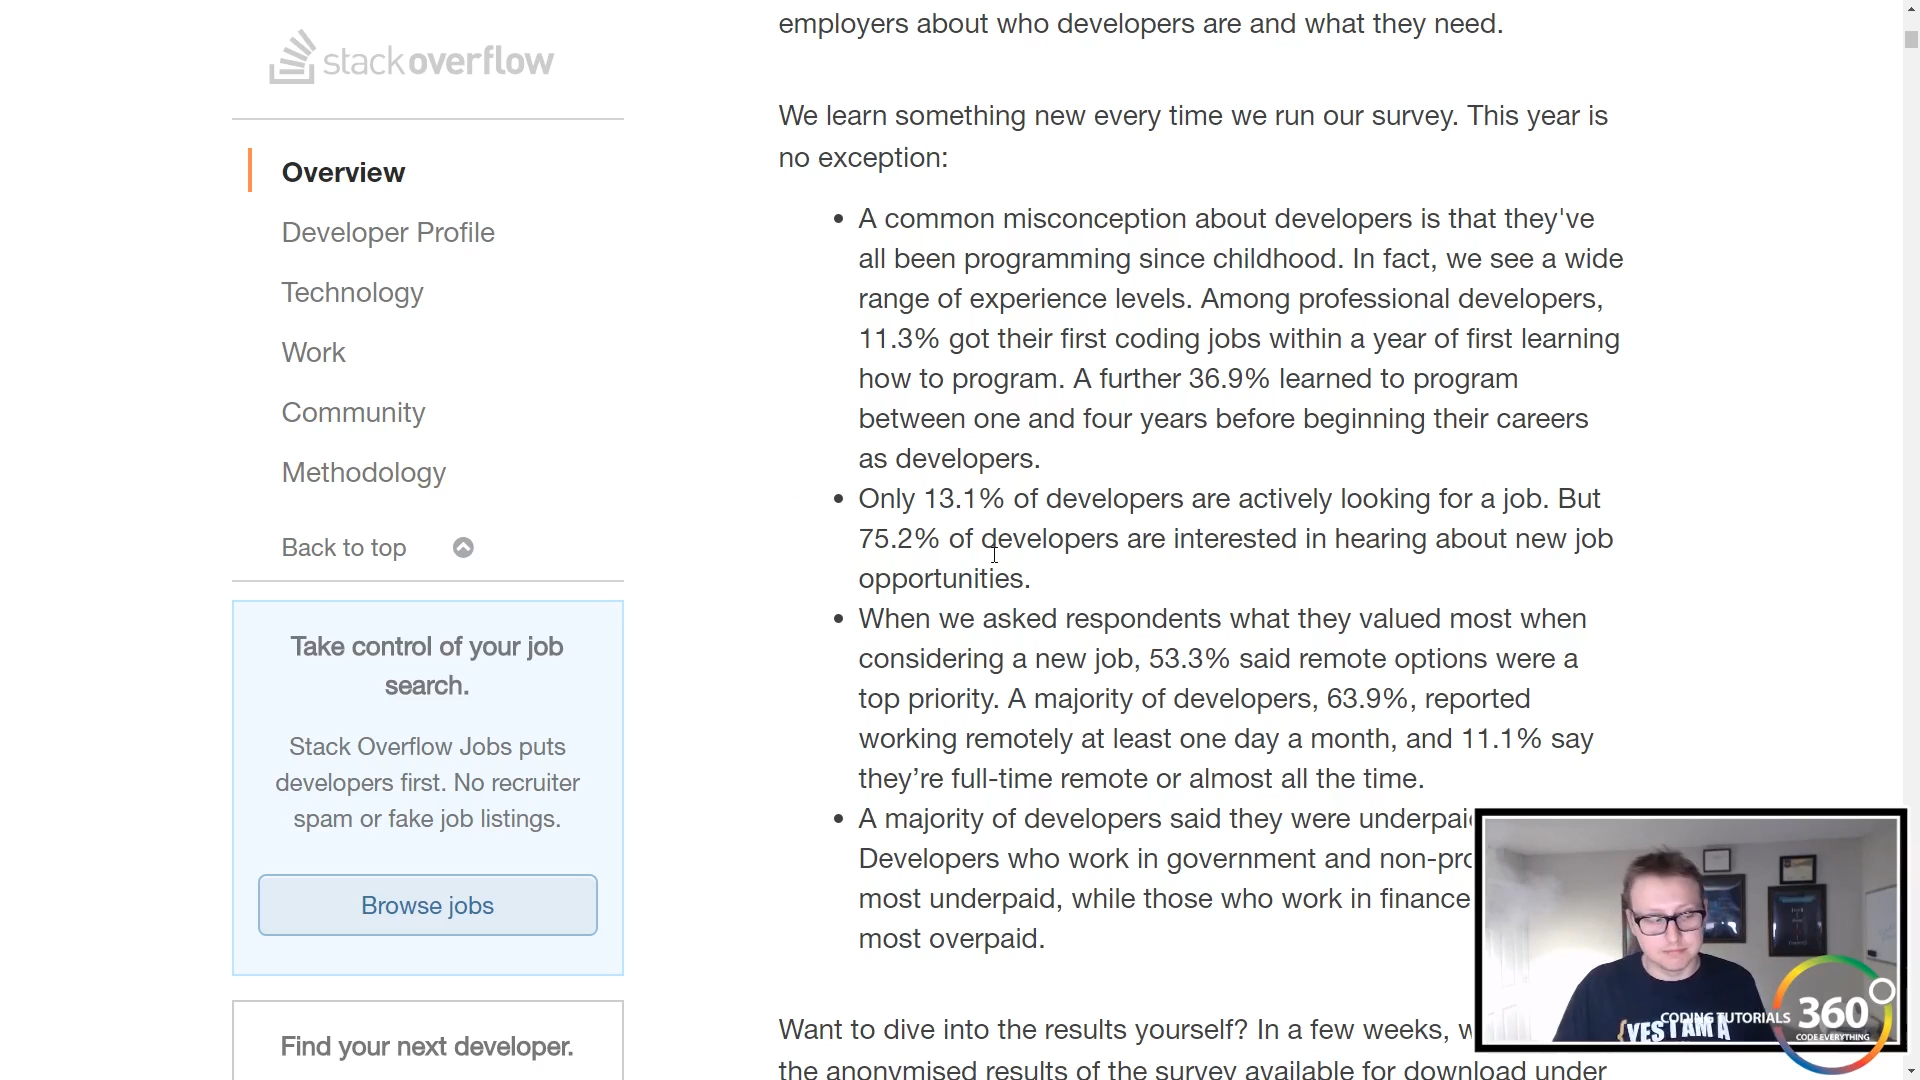 stackoverflow
Overview
Developer Profile
Technology
Work
Community
Methodology
Back to top
Take control of your job
search.
Stack Overflow Jobs puts
developers first. No recruiter
spam or fake job listings.
Browse jobs
Find your next developer.
employers about who developers are and what they need.
We learn something new every time we run our survey. This year is
no exception:
• A common misconception about developers is that they've
all been programming since childhood. In fact, we see a wide
range of experience levels. Among professional developers,
11.3% got their first coding jobs within a year of first learning
how to program. A further 36.9% learned to program
between one and four years before beginning their careers
as developers.
• Only 13.1% of developers are actively looking for a job. But
75.2% of developers are interested in hearing about new job
opportunities.
• When we asked respondents what they valued most when
considering a new job, 53.3% said remote options were a
top priority. A majority of developers, 63.9%, reported
working remotely at least one day a month, and 11.1% say
they’re full-time remote or almost all the time.
• A majority of developers said they were
Developers who work in government and
most underpaid, while those who work in finance
most overpaid.
Want to dive into the results yourself? In a few weeks,
the anonymised results of the survey available for download under
{YES I AM A
CODING TUTORIALS 360
CODE EVERYTHING